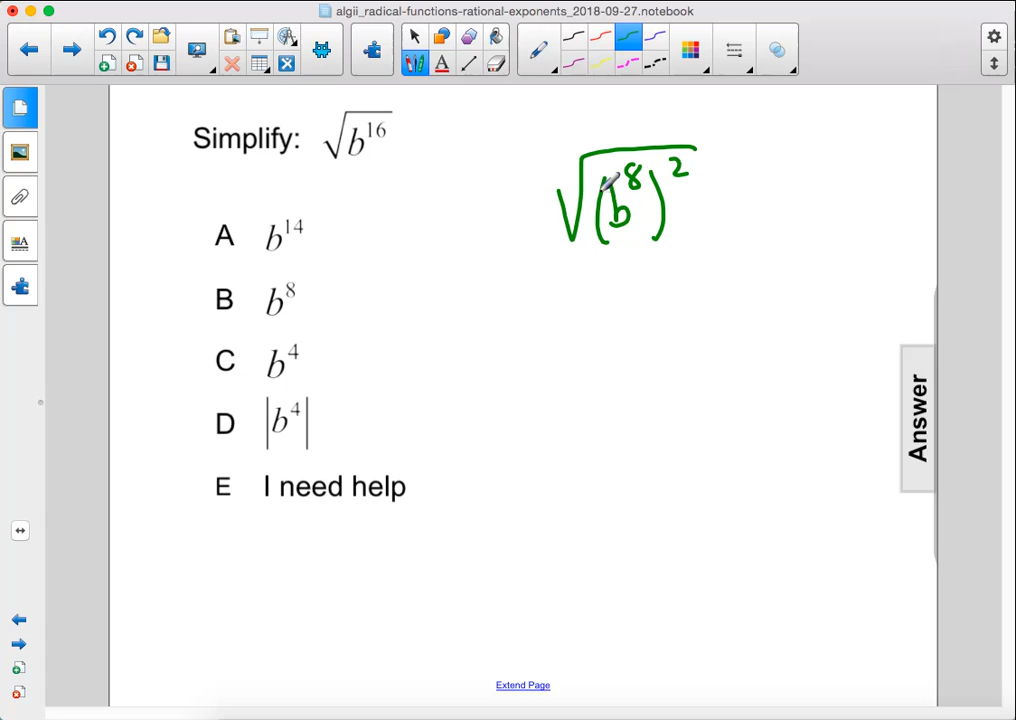 algii_radical-functions-rational-exponents_2018-09-27.notebook
Simplify: √b¹⁶
√(b⁸)²
A b¹⁴
B b⁸
C b⁴
D |b⁴|
E I need help
Answer
Extend Page